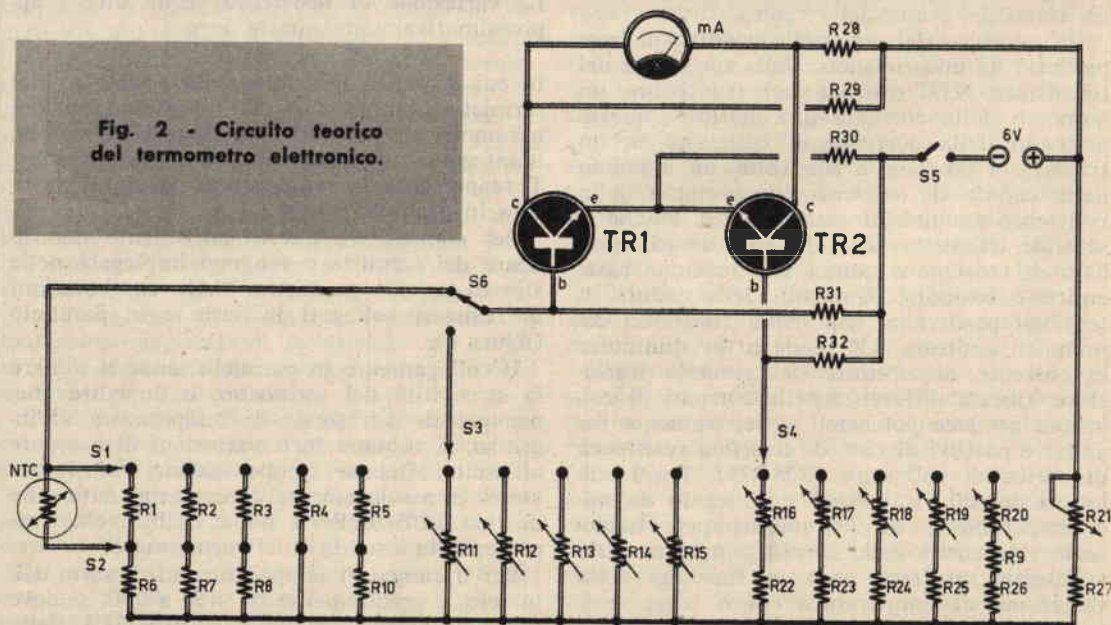 Fig. 2 - Circuito teorico
del termometro elettronico.
mA
R28
R29
R30
6V
S5
c
e
TR1
b
e
c
TR2
b
R31
R32
S6
S3
S4
NTC
S1
S2
R1
R2
R3
R4
R5
R6
R7
R10
R11
R12
R13
R14
R15
R16
R17
R18
R19
R20
R21
R9
R22
R23
R24
R25
R26
R27